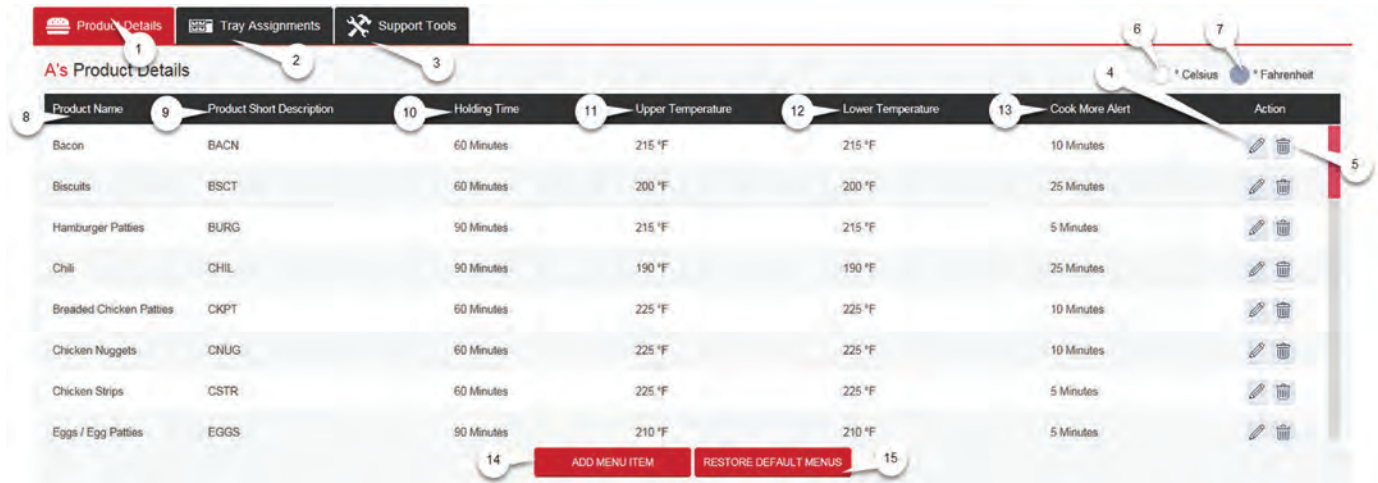 Product Details Tray Assignments Support Tools
1 2 3 6 7
A's Product Details 4 ° Celsius ° Fahrenheit
8 Product Name 9 Product Short Description 10 Holding Time 11 Upper Temperature 12 Lower Temperature 13 Cook More Alert Action
Bacon BACN 60 Minutes 215 °F 215 °F 10 Minutes 5
Biscuits BSCT 60 Minutes 200 °F 200 °F 25 Minutes
Hamburger Patties BURG 90 Minutes 215 °F 215 °F 5 Minutes
Chili CHIL 90 Minutes 190 °F 190 °F 25 Minutes
Breaded Chicken Patties CKPT 60 Minutes 225 °F 225 °F 10 Minutes
Chicken Nuggets CNUG 60 Minutes 225 °F 225 °F 10 Minutes
Chicken Strips CSTR 60 Minutes 225 °F 225 °F 5 Minutes
Eggs / Egg Patties EGGS 90 Minutes 210 °F 210 °F 5 Minutes
14 ADD MENU ITEM RESTORE DEFAULT MENUS 15